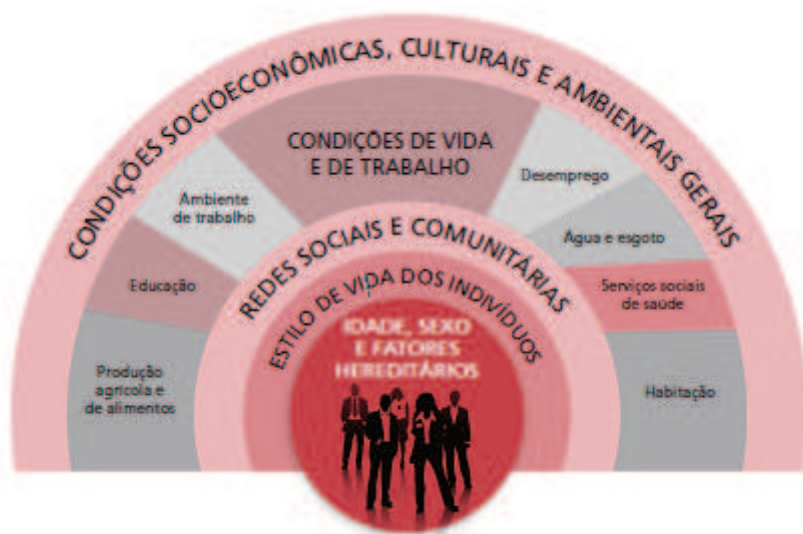 CONDIÇÕES SOCIOECONÔMICAS, CULTURAIS E AMBIENTAIS GERAIS
CONDIÇÕES DE VIDA
E DE TRABALHO
Desemprego
Ambiente
de trabalho
Água e esgoto
REDES SOCIAIS E COMUNITÁRIAS
Educação
Serviços sociais
de saúde
ESTILO DE VIDA DOS INDIVÍDUOS
IDADE, SEXO
E FATORES
HEREDITÁRIOS
Produção
agrícola e
de alimentos
Habitação